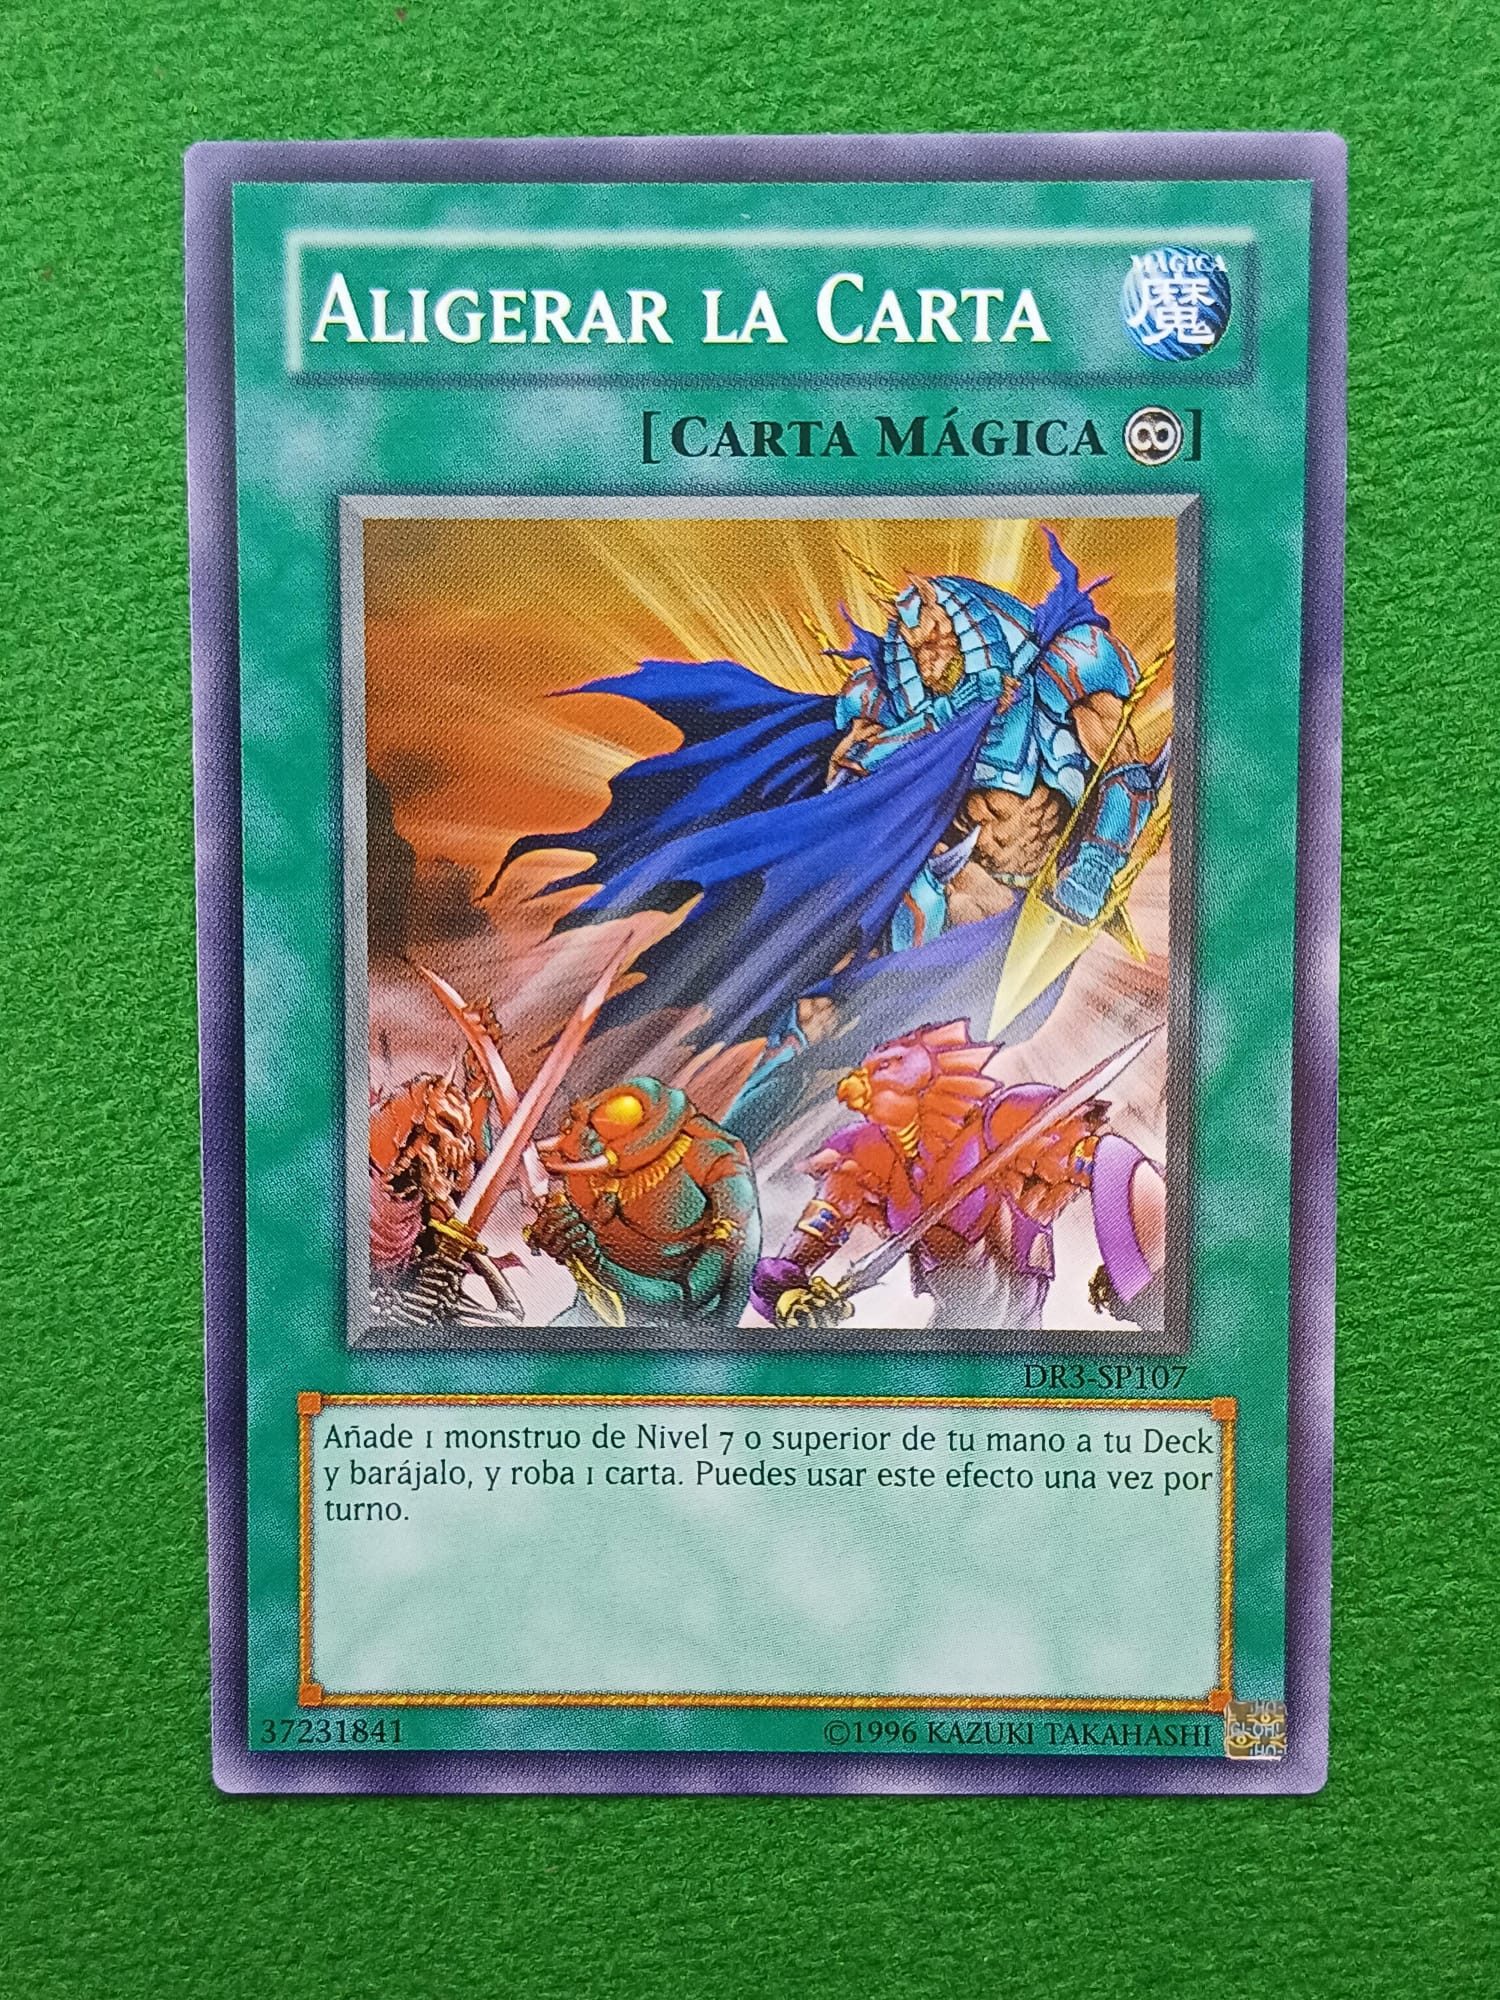 ALIGERAR LA CARTA
MÁGICA
魔
[CARTA MÁGICA ∞]
DR3-SP107
Añade 1 monstruo de Nivel 7 o superior de tu mano a tu Deck
y barájalo, y roba 1 carta. Puedes usar este efecto una vez por
turno.
37231841
©1996 KAZUKI TAKAHASHI